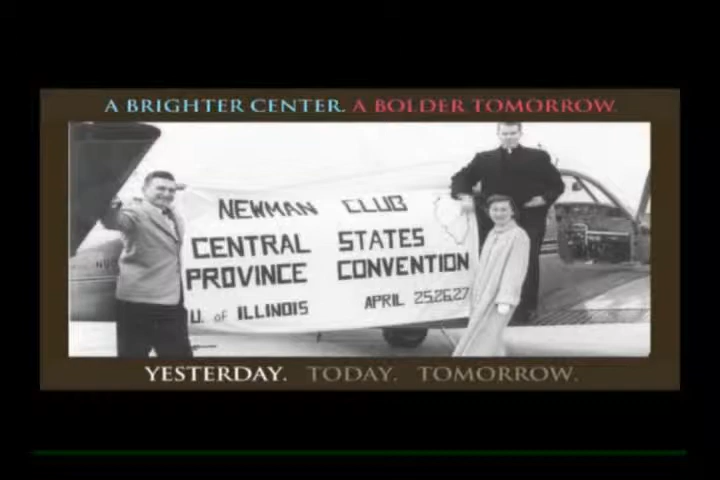 A BRIGHTER CENTER. A BOLDER TOMORROW.
NEWMAN CLUB
CENTRAL STATES
PROVINCE CONVENTION
U. OF ILLINOIS APRIL 25,26,27
YESTERDAY. TODAY. TOMORROW.